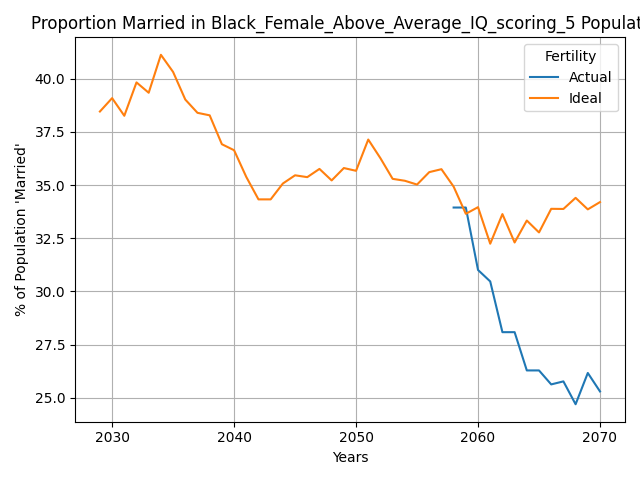 Proportion Married in Black_Female_Above_Average_IQ_scoring_5 Populat
Fertility
Actual
Ideal
% of Population 'Married'
40.0
37.5
35.0
32.5
30.0
27.5
25.0
2030 2040 2050 2060 2070
Years